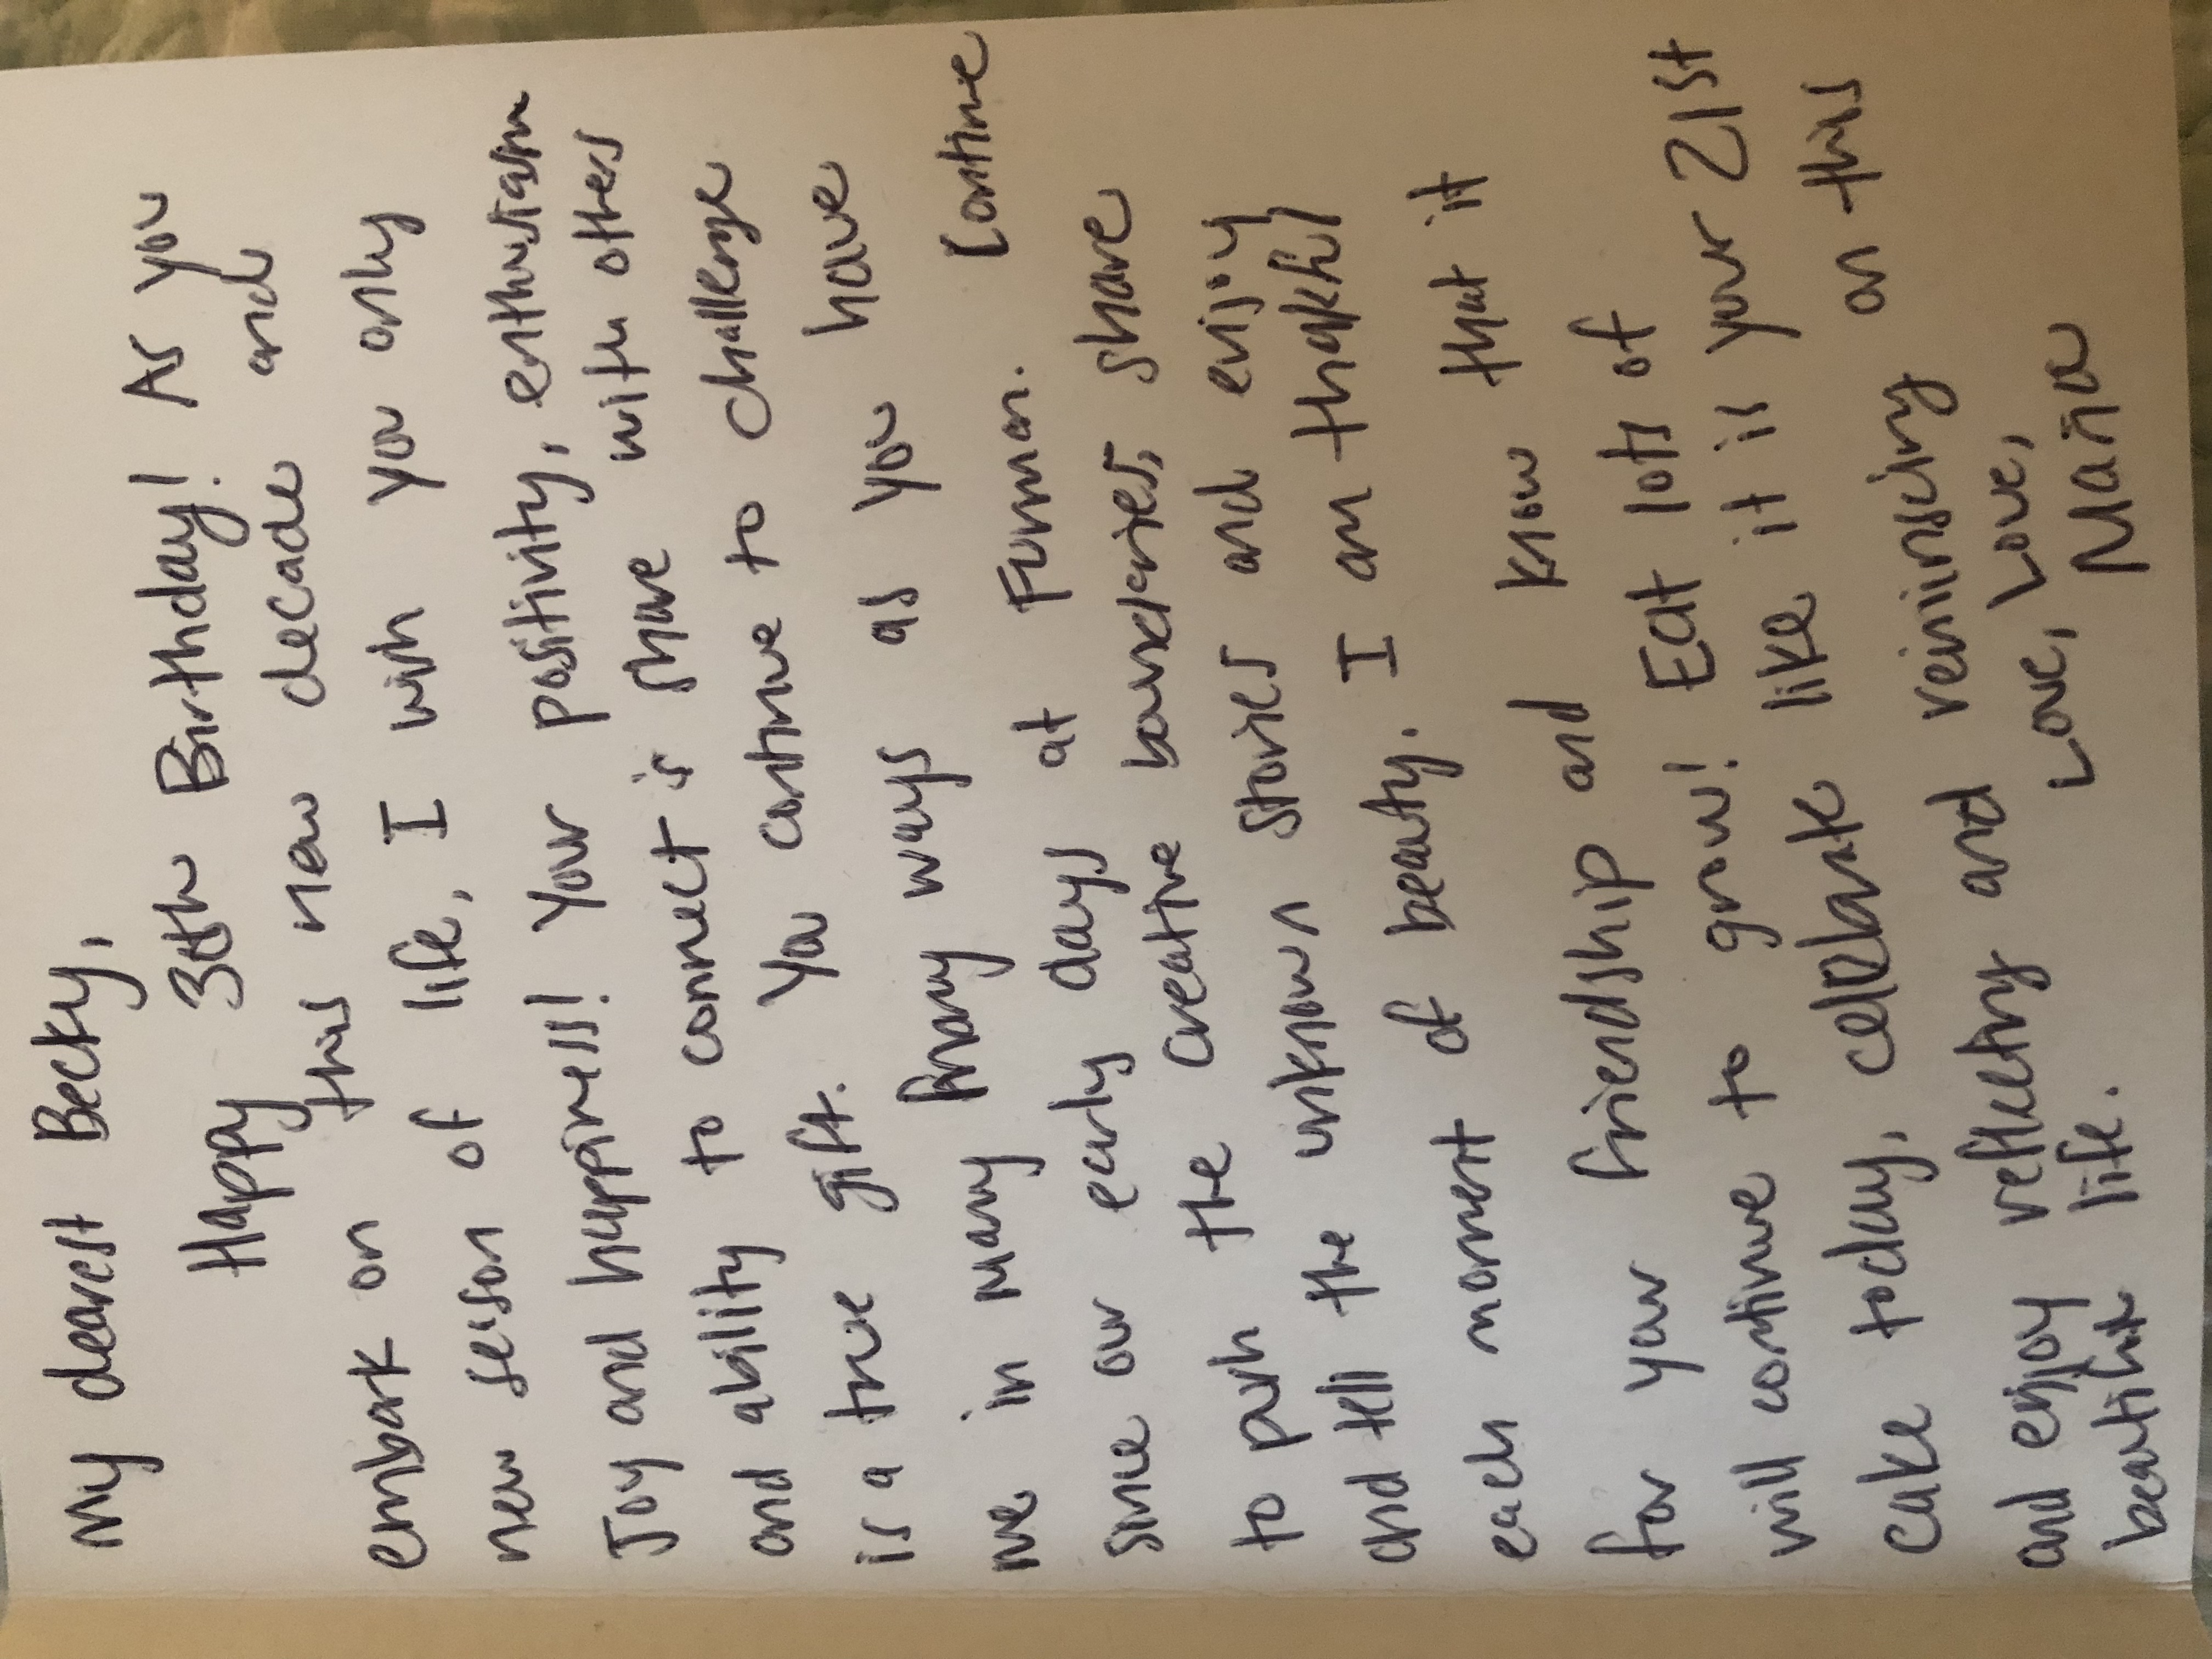 My dearest Becky,
Happy 30th Birthday! As you
embark on this new decade and
new season of life, I wish you only
Joy and happiness! Your positivity, enthusiasm
and ability to connect & share with others
is a true gift. You continue to challenge
me in many many ways as you have
since our early days at Furman. Continue
to push the creative boundaries, share
and tell the unknown stories and enjoy
each moment of beauty. I am thakful
for your friendship and know that it
will continue to grow! Eat lots of
cake today, celebrate like it is your 21st
and enjoy reflecting and reminscing on this
beautiful life.
Love, Love,
Maria